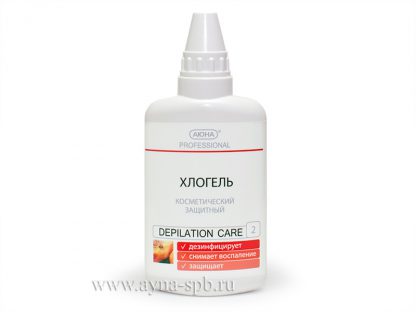 АЮНА
PROFESSIONAL
ХЛОГЕЛЬ
КОСМЕТИЧЕСКИЙ
ЗАЩИТНЫЙ
DEPILATION CARE 2
✓ дезинфицирует
✓ снимает воспаление
✓ защищает
www.ayna-spb.ru